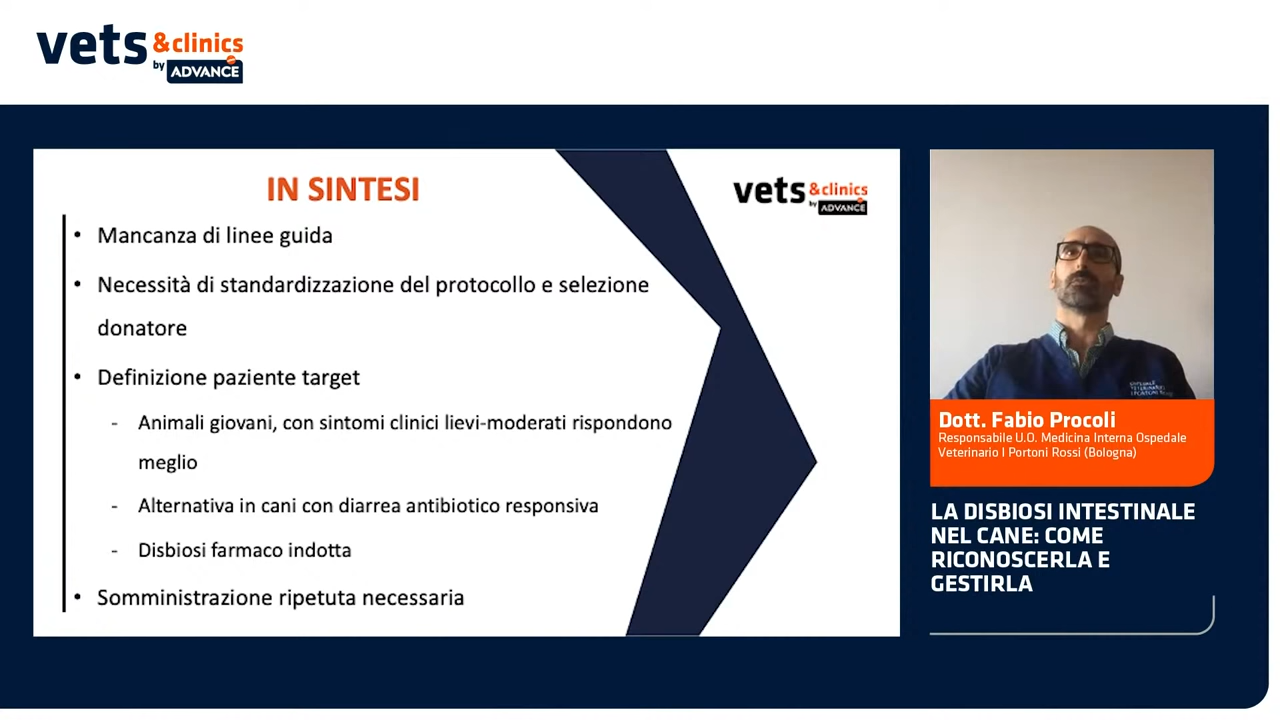 vets &clinics
by ADVANCE
IN SINTESI
vets &clinics
by ADVANCE
• Mancanza di linee guida
• Necessità di standardizzazione del protocollo e selezione
donatore
• Definizione paziente target
- Animali giovani, con sintomi clinici lievi-moderati rispondono
meglio
- Alternativa in cani con diarrea antibiotico responsiva
- Disbiosi farmaco indotta
• Somministrazione ripetuta necessaria
Dott. Fabio Procoli
Responsabile U.O. Medicina Interna Ospedale
Veterinario I Portoni Rossi (Bologna)
LA DISBIOSI INTESTINALE
NEL CANE: COME
RICONOSCERLA E
GESTIRLA